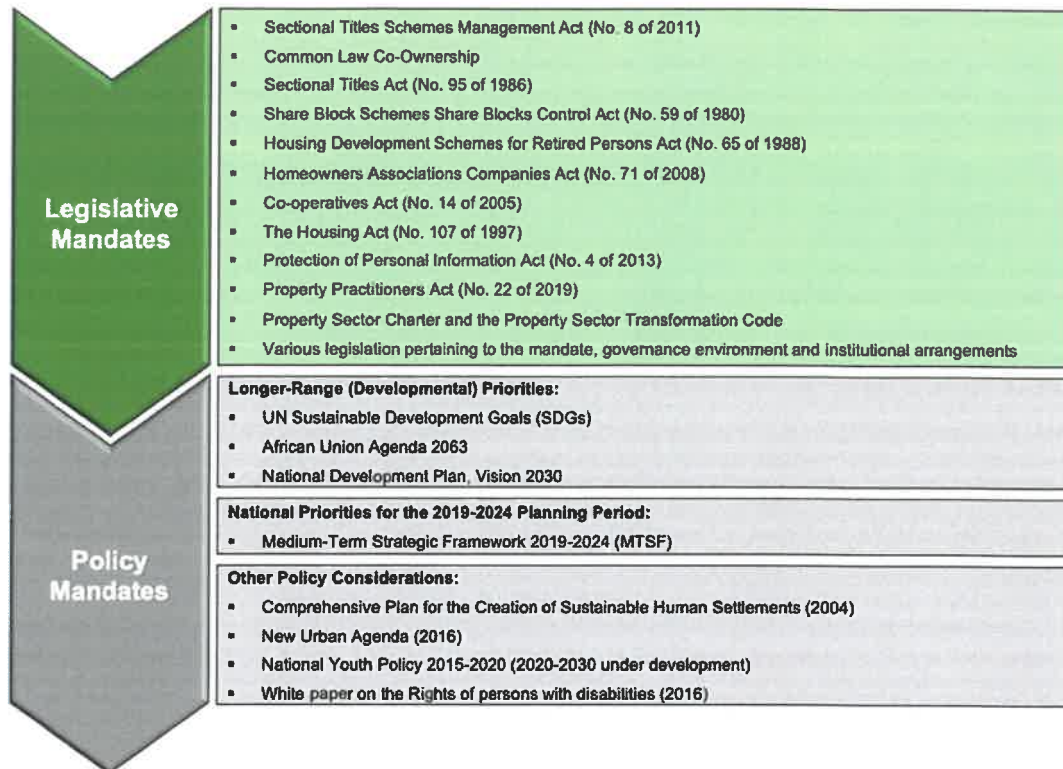 Legislative
Mandates
▪ Sectional Titles Schemes Management Act (No. 8 of 2011)
▪ Common Law Co-Ownership
▪ Sectional Titles Act (No. 95 of 1986)
▪ Share Block Schemes Share Blocks Control Act (No. 59 of 1980)
▪ Housing Development Schemes for Retired Persons Act (No. 65 of 1988)
▪ Homeowners Associations Companies Act (No. 71 of 2008)
▪ Co-operatives Act (No. 14 of 2005)
▪ The Housing Act (No. 107 of 1997)
▪ Protection of Personal Information Act (No. 4 of 2013)
▪ Property Practitioners Act (No. 22 of 2019)
▪ Property Sector Charter and the Property Sector Transformation Code
▪ Various legislation pertaining to the mandate, governance environment and institutional arrangements
Policy
Mandates
Longer-Range (Developmental) Priorities:
▪ UN Sustainable Development Goals (SDGs)
▪ African Union Agenda 2063
▪ National Development Plan, Vision 2030
National Priorities for the 2019-2024 Planning Period:
▪ Medium-Term Strategic Framework 2019-2024 (MTSF)
Other Policy Considerations:
▪ Comprehensive Plan for the Creation of Sustainable Human Settlements (2004)
▪ New Urban Agenda (2016)
▪ National Youth Policy 2015-2020 (2020-2030 under development)
▪ White paper on the Rights of persons with disabilities (2016)